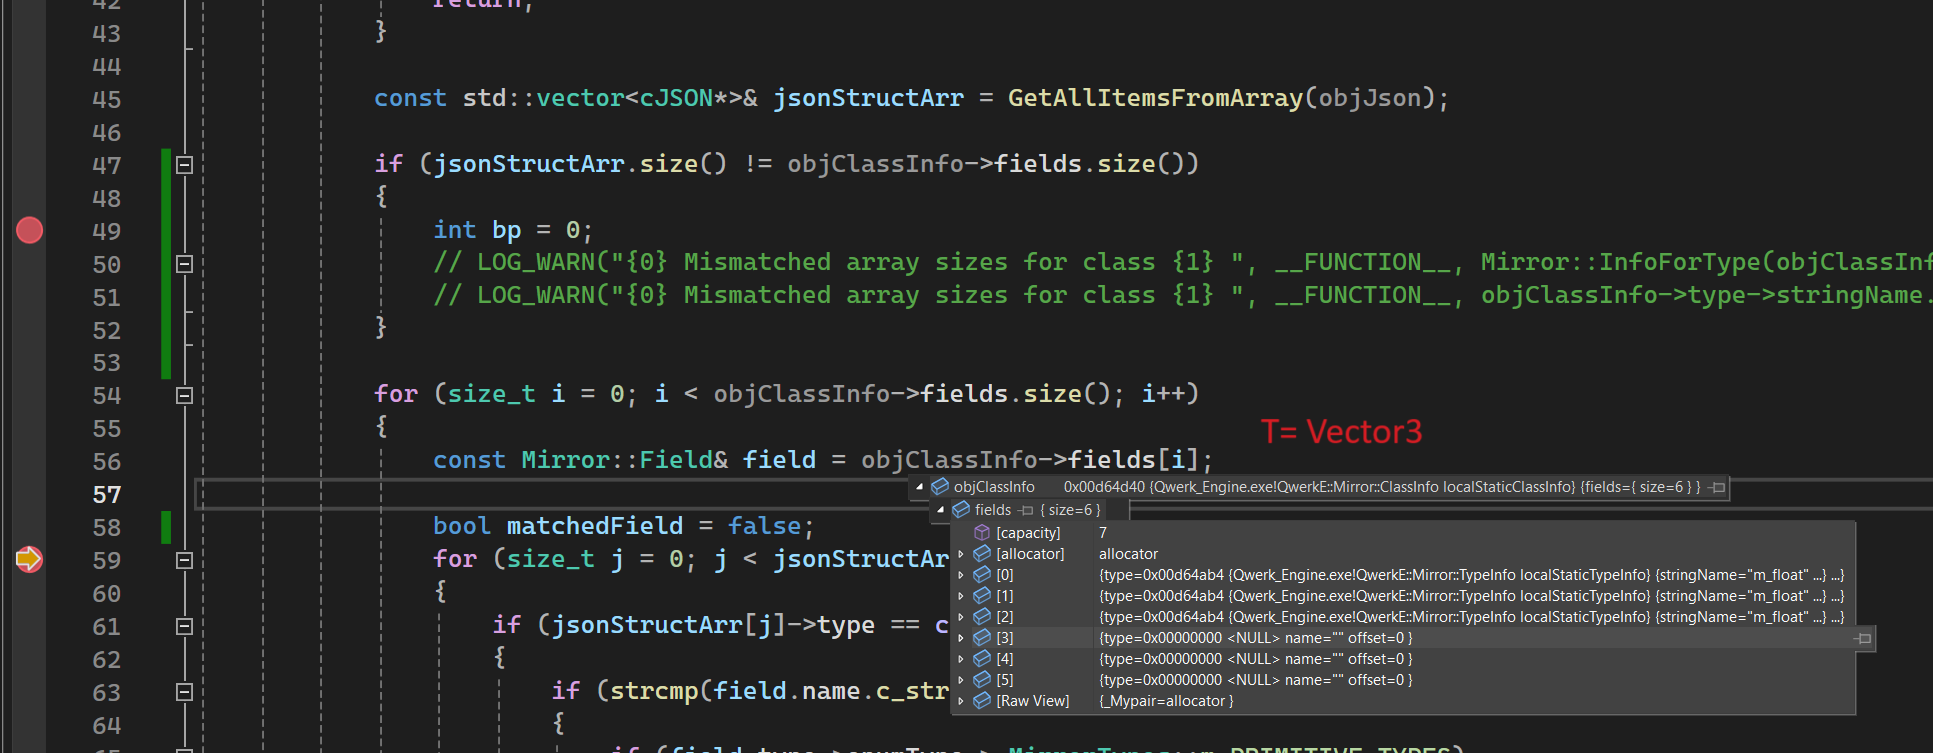 42 return;
43 }
44
45 const std::vector<cJSON*>& jsonStructArr = GetAllItemsFromArray(objJson);
46
47 if (jsonStructArr.size() != objClassInfo->fields.size())
48 {
49 int bp = 0;
50 // LOG_WARN("{0} Mismatched array sizes for class {1} ", __FUNCTION__, Mirror::InfoForType(objClassInf
51 // LOG_WARN("{0} Mismatched array sizes for class {1} ", __FUNCTION__, objClassInfo->type->stringName.
52 }
53
54 for (size_t i = 0; i < objClassInfo->fields.size(); i++)
55 {
T= Vector3
56 const Mirror::Field& field = objClassInfo->fields[i];
57
objClassInfo 0x00d64d40 {Qwerk_Engine.exe!QwerkE::Mirror::ClassInfo localStaticClassInfo} {fields={ size=6 } }
fields { size=6 }
58 bool matchedField = false;
[capacity] 7
[allocator] allocator
59 for (size_t j = 0; j < jsonStructAr
[0] {type=0x00d64ab4 {Qwerk_Engine.exe!QwerkE::Mirror::TypeInfo localStaticTypeInfo} {stringName="m_float" ...} ...}
60 {
[1] {type=0x00d64ab4 {Qwerk_Engine.exe!QwerkE::Mirror::TypeInfo localStaticTypeInfo} {stringName="m_float" ...} ...}
[2] {type=0x00d64ab4 {Qwerk_Engine.exe!QwerkE::Mirror::TypeInfo localStaticTypeInfo} {stringName="m_float" ...} ...}
61 if (jsonStructArr[j]->type == c
[3] {type=0x00000000 <NULL> name="" offset=0 }
62 {
[4] {type=0x00000000 <NULL> name="" offset=0 }
[5] {type=0x00000000 <NULL> name="" offset=0 }
63 if (strcmp(field.name.c_str
[Raw View] {_Mypair=allocator }
64 {